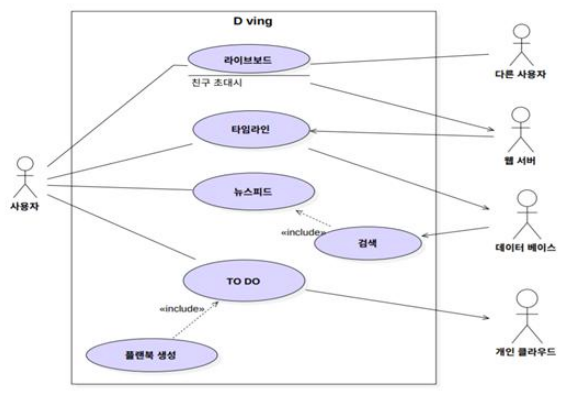 D ving
라이브보드
친구 초대시
다른 사용자
타임라인
웹 서버
사용자
뉴스피드
«include»
검색
데이터 베이스
TO DO
«include»
플랜북 생성
개인 클라우드